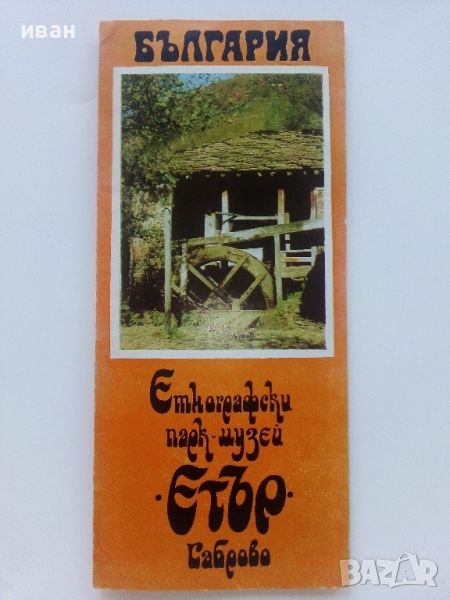 иван
БЪЛГАРИЯ
Етнографски
парк-музей
·Етър·
Габрово
BAZAR